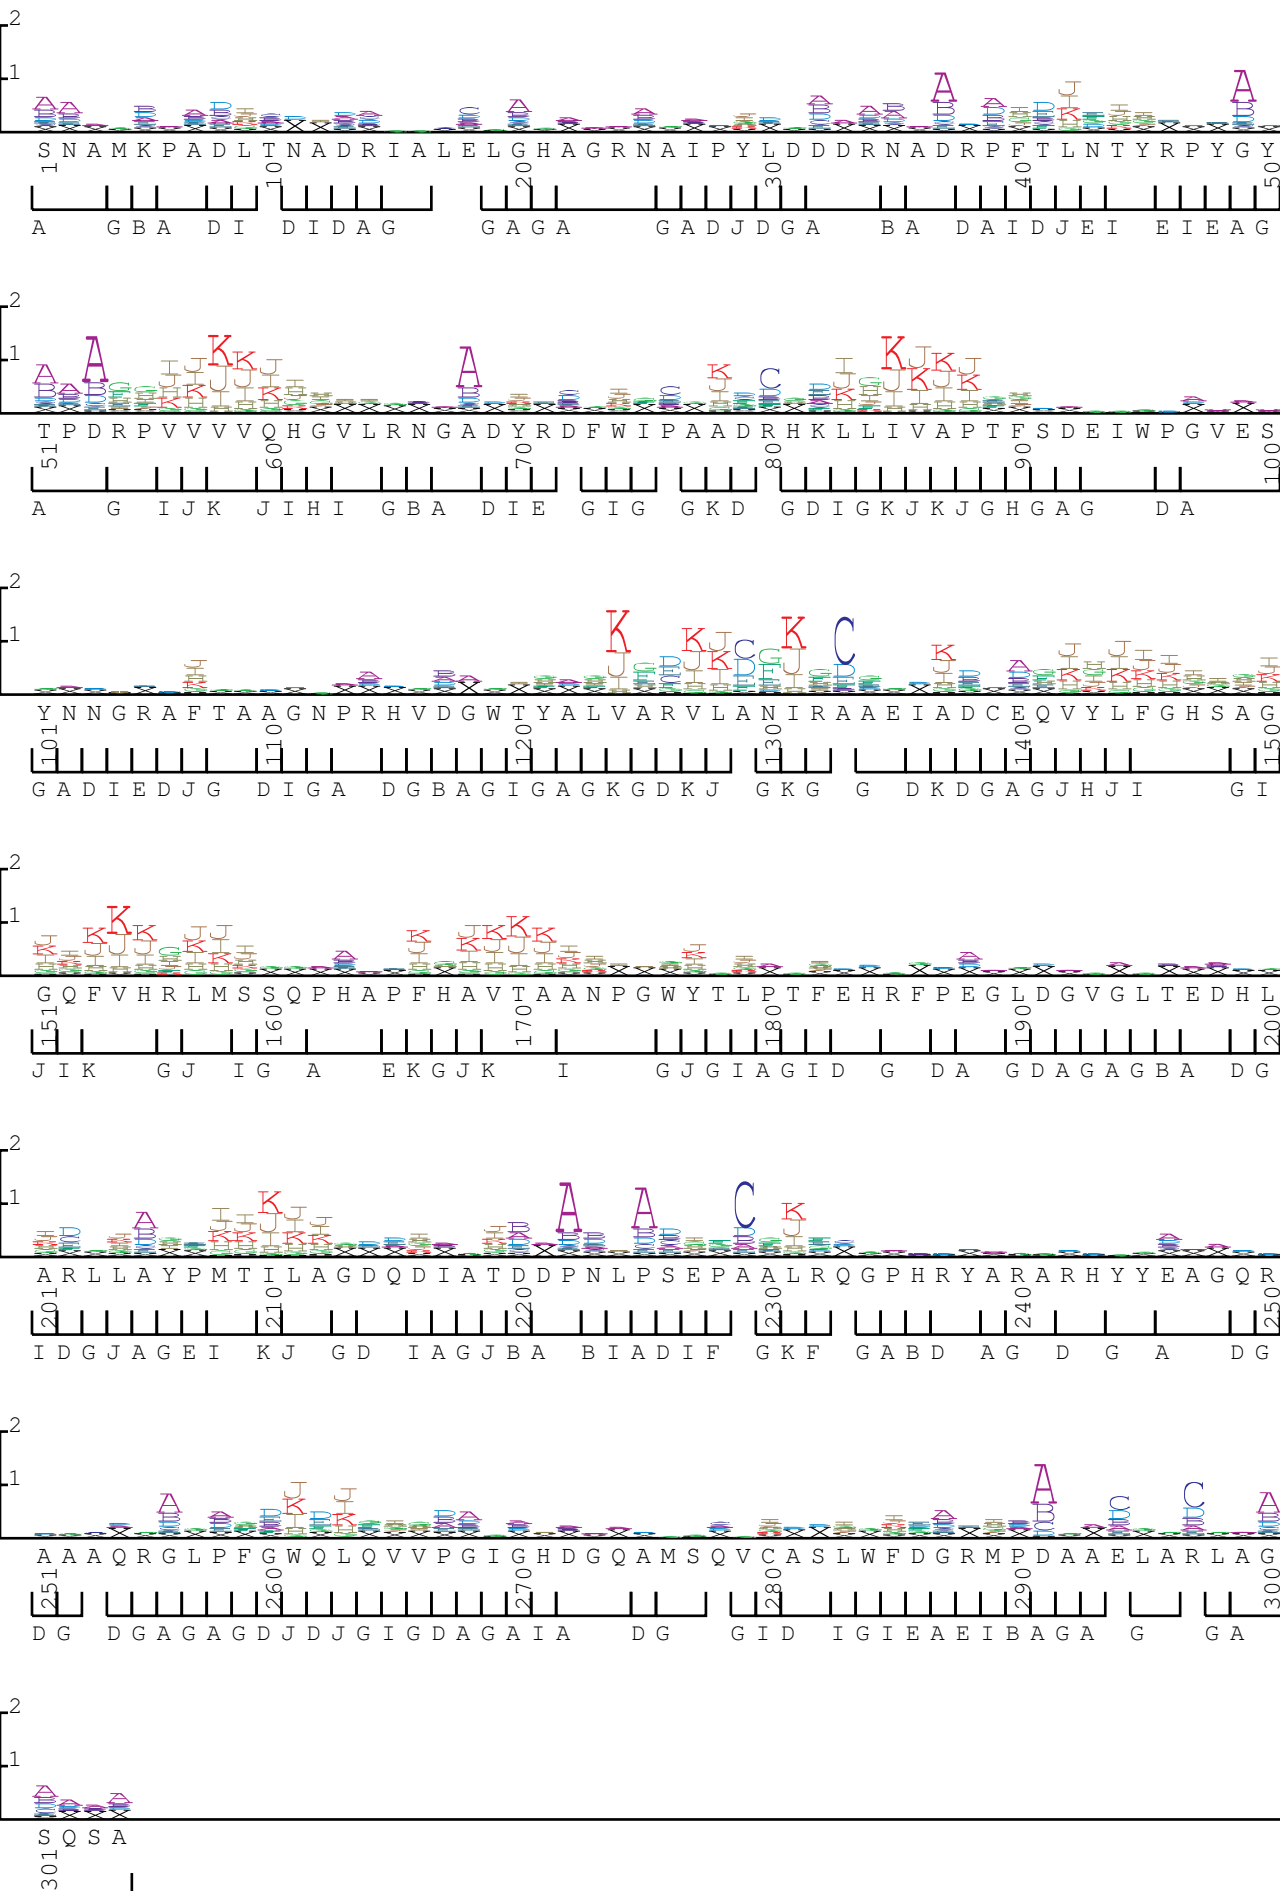 2
1
S N A M K P A D L T N A D R I A L E L G H A G R N A I P Y L D D D R N A D R P F T L N T Y R P Y G Y
1 10 20 30 40 50
A G B A D I D I D A G G A G A G A D J D G A B A D A I D J E I E I E A G
2
1
T P D R P V V V V Q H G V L R N G A D Y R D F W I P A A D R H K L L I V A P T F S D E I W P G V E S
51 60 70 80 90 100
A G I J K J I H I G B A D I E G I G G K D G D I G K J K J G H G A G D A
2
1
Y N N G R A F T A A G N P R H V D G W T Y A L V A R V L A N I R A A E I A D C E Q V Y L F G H S A G
101 110 120 130 140 150
G A D I E D J G D I G A D G B A G I G A G K G D K J G K G G D K D G A G J H J I G I
2
1
G Q F V H R L M S S Q P H A P F H A V T A A N P G W Y T L P T F E H R F P E G L D G V G L T E D H L
151 160 170 180 190 200
J I K G J I G A E K G J K I G J G I A G I D G D A G D A G A G B A D G
2
1
A R L L A Y P M T I L A G D Q D I A T D D P N L P S E P A A L R Q G P H R Y A R A R H Y Y E A G Q R
201 210 220 230 240 250
I D G J A G E I K J G D I A G J B A B I A D I F G K F G A B D A G D G A D G
2
1
A A A Q R G L P F G W Q L Q V V P G I G H D G Q A M S Q V C A S L W F D G R M P D A A E L A R L A G
251 260 270 280 290 300
D G D G A G A G D J D J G I G D A G A I A D G G I D I G I E A E I B A G A G G A
2
1
S Q S A
301